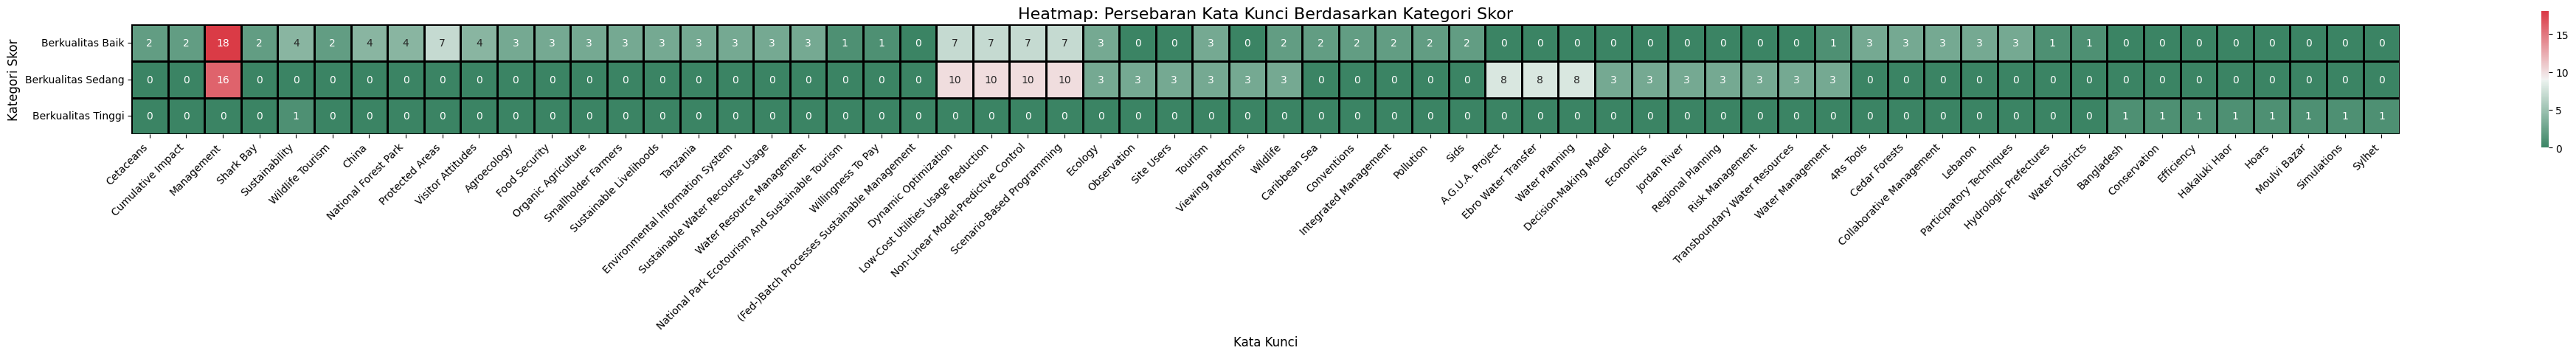 Heatmap: Persebaran Kata Kunci Berdasarkan Kategori Skor
Kategori Skor
Berkualitas Baik 2 2 18 2 4 2 4 4 7 4 3 3 3 3 3 3 3 3 3 1 1 0 7 7 7 7 3 0 0 3 0 2 2 2 2 2 2 0 0 0 0 0 0 0 0 0 1 3 3 3 3 3 1 1 0 0 0 0 0 0 0 0
Berkualitas Sedang 0 0 16 0 0 0 0 0 0 0 0 0 0 0 0 0 0 0 0 0 0 0 10 10 10 10 3 3 3 3 3 3 0 0 0 0 0 8 8 8 3 3 3 3 3 3 3 0 0 0 0 0 0 0 0 0 0 0 0 0 0 0
Berkualitas Tinggi 0 0 0 0 1 0 0 0 0 0 0 0 0 0 0 0 0 0 0 0 0 0 0 0 0 0 0 0 0 0 0 0 0 0 0 0 0 0 0 0 0 0 0 0 0 0 0 0 0 0 0 0 0 0 1 1 1 1 1 1 1 1
Cetaceans
Cumulative Impact
Management
Shark Bay
Sustainability
Wildlife Tourism
China
National Forest Park
Protected Areas
Visitor Attitudes
Agroecology
Food Security
Organic Agriculture
Smallholder Farmers
Sustainable Livelihoods
Tanzania
Environmental Information System
Sustainable Water Recourse Usage
Water Resource Management
National Park Ecotourism And Sustainable Tourism
Willingness To Pay
(Fed-)Batch Processes Sustainable Management
Dynamic Optimization
Low-Cost Utilities Usage Reduction
Non-Linear Model-Predictive Control
Scenario-Based Programming
Ecology
Observation
Site Users
Tourism
Viewing Platforms
Wildlife
Caribbean Sea
Conventions
Integrated Management
Pollution
Sids
A.G.U.A. Project
Ebro Water Transfer
Water Planning
Decision-Making Model
Economics
Jordan River
Regional Planning
Risk Management
Transboundary Water Resources
Water Management
4Rs Tools
Cedar Forests
Collaborative Management
Lebanon
Participatory Techniques
Hydrologic Prefectures
Water Districts
Bangladesh
Conservation
Efficiency
Hakaluki Haor
Hoars
Moulvi Bazar
Simulations
Sylhet
Kata Kunci
15
10
5
0